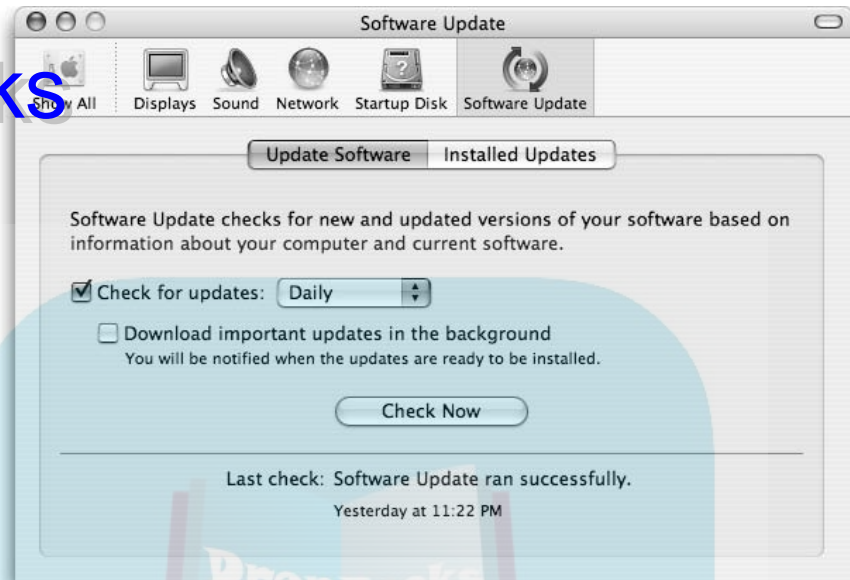 Software Update
Show All
Displays
Sound
Network
Startup Disk
Software Update
Update Software
Installed Updates
Software Update checks for new and updated versions of your software based on
information about your computer and current software.
Check for updates: Daily
Download important updates in the background
You will be notified when the updates are ready to be installed.
Check Now
Last check: Software Update ran successfully.
Yesterday at 11:22 PM